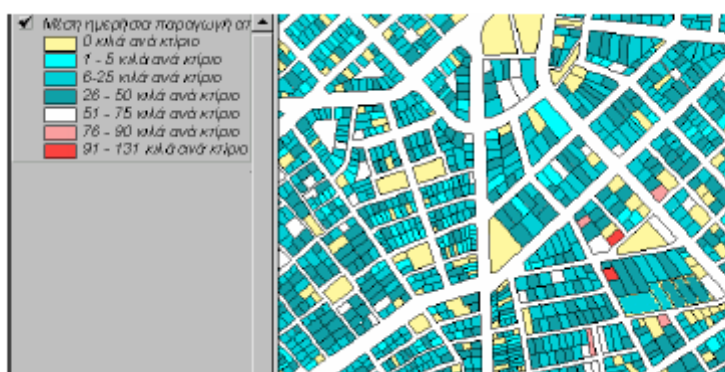 Μέση ημερήσια παραγωγή απ
0 κιλά ανά κτίριο
1 - 5 κιλά ανά κτίριο
6-25 κιλά ανά κτίριο
26 - 50 κιλά ανά κτίριο
51 - 75 κιλά ανά κτίριο
76 - 90 κιλά ανά κτίριο
91 - 131 κιλά ανά κτίριο